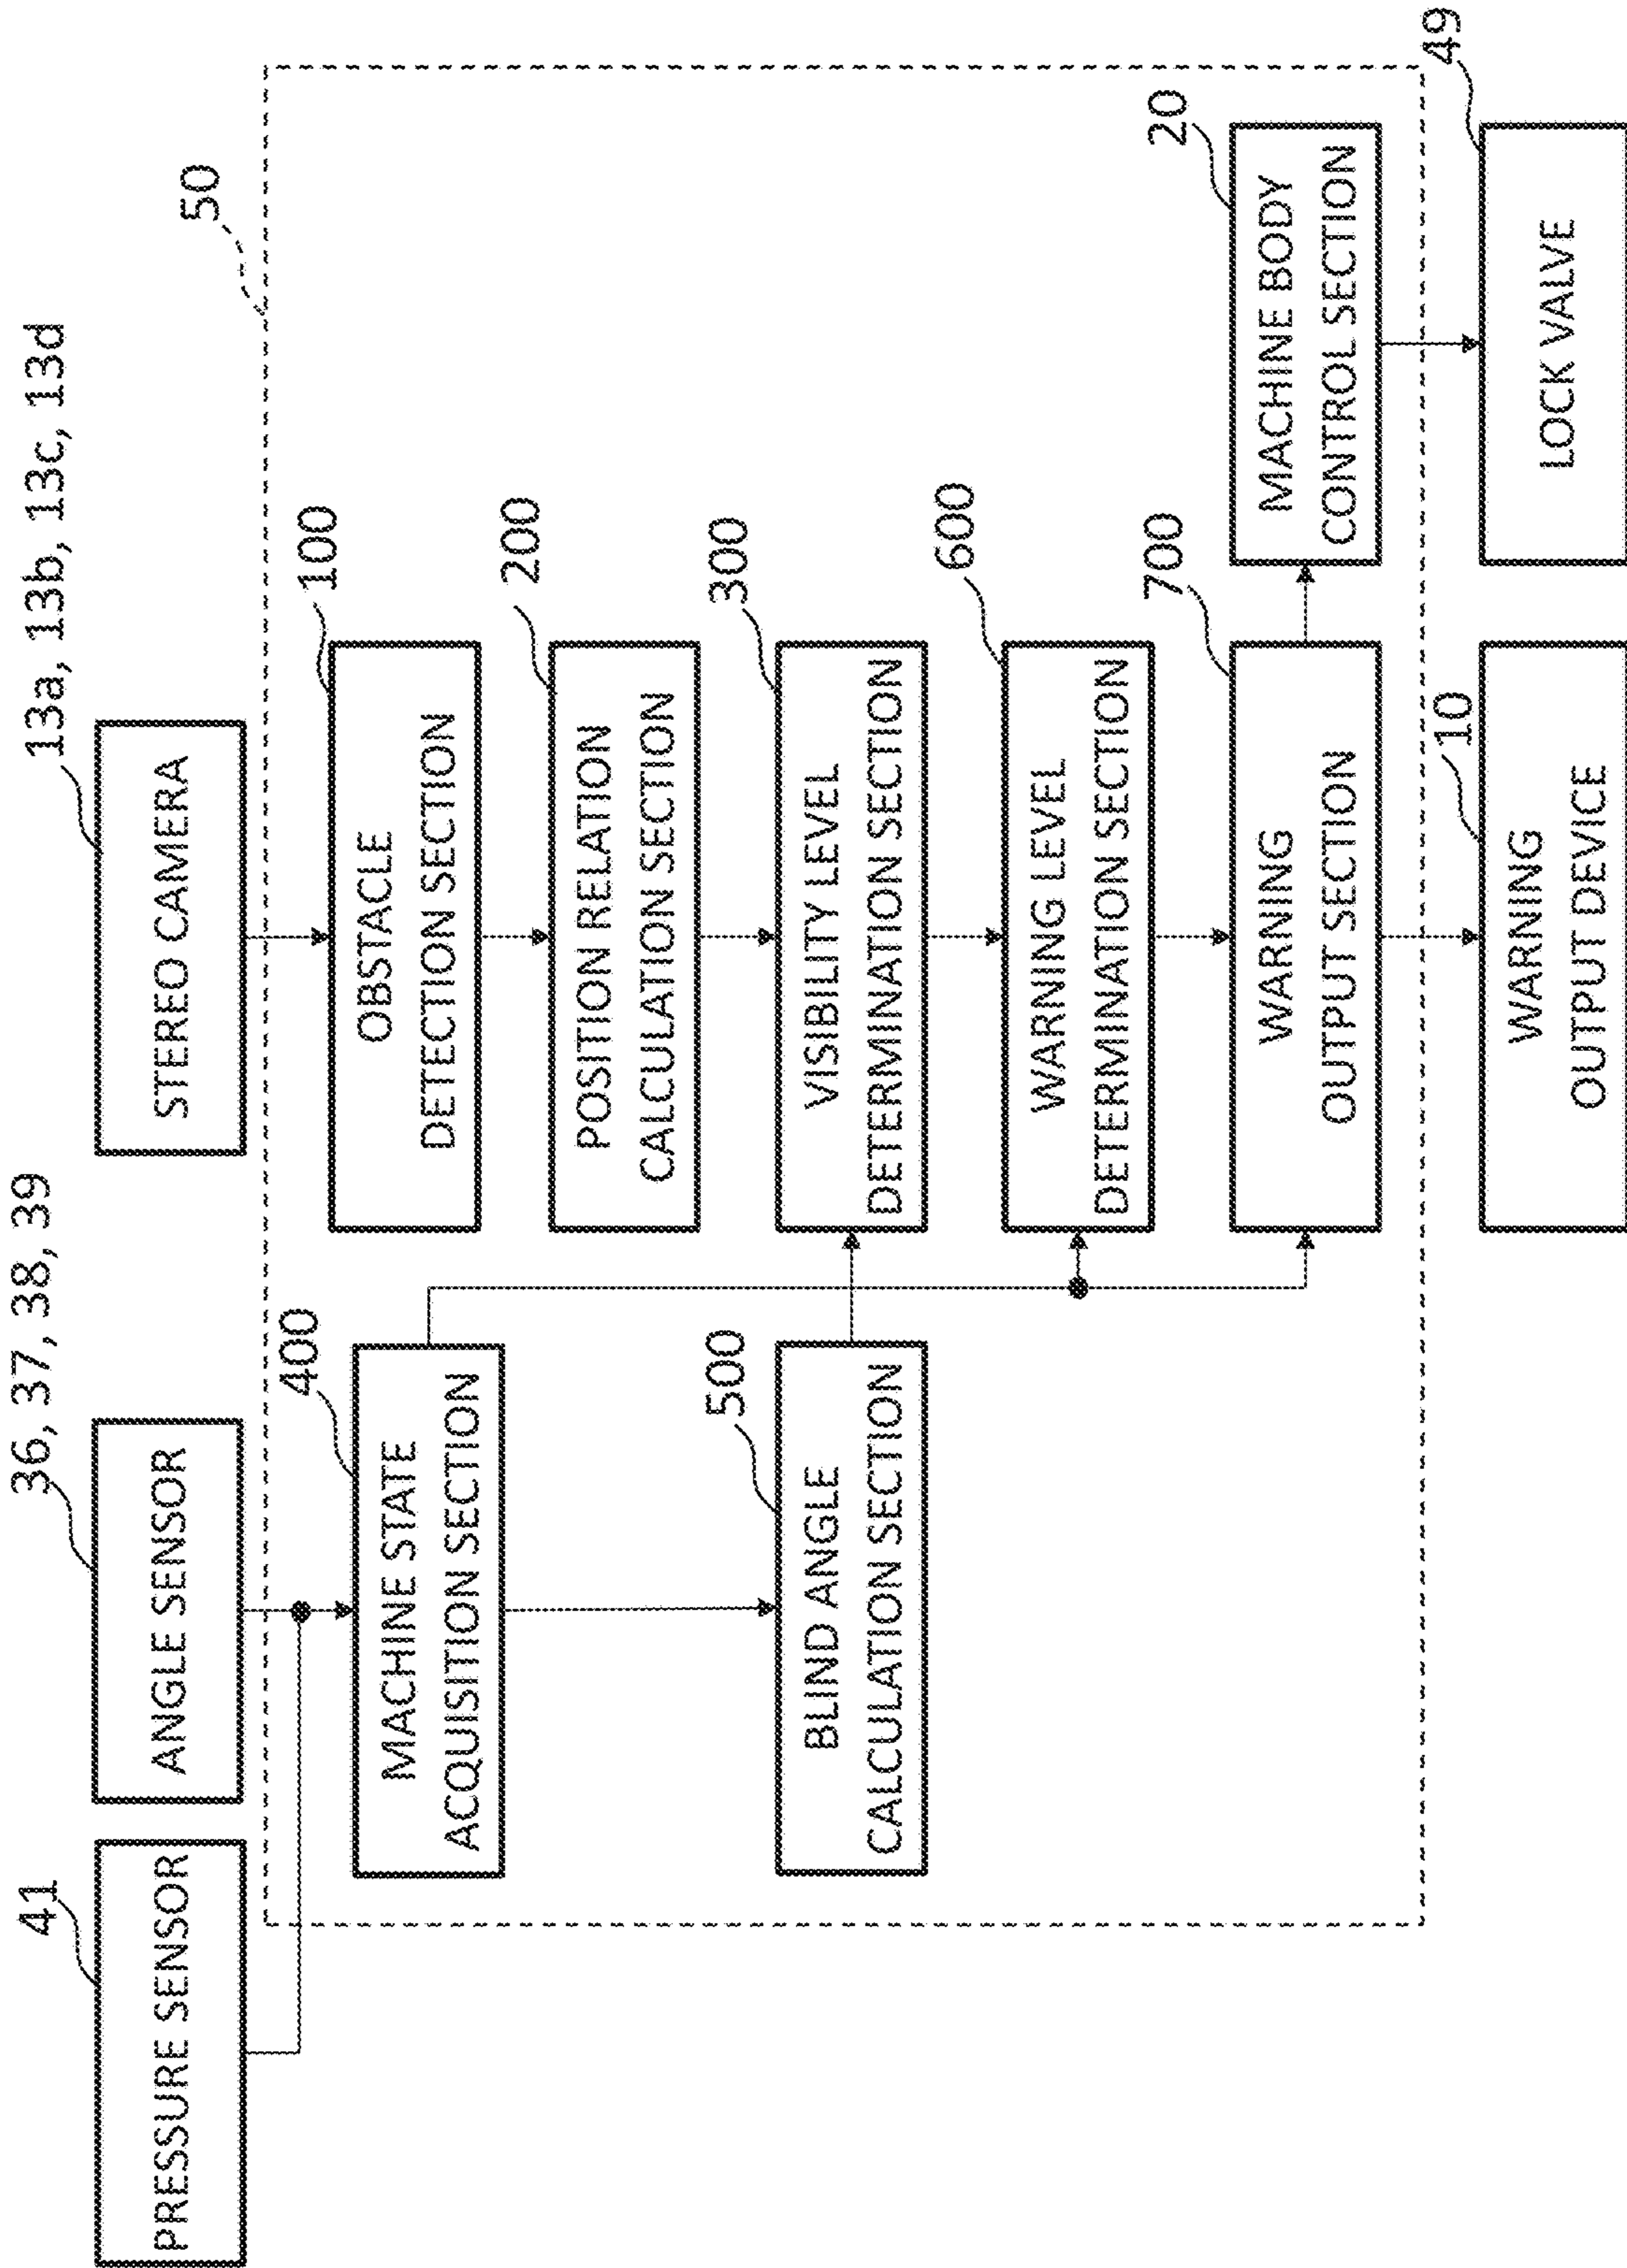 41
PRESSURE SENSOR
36, 37, 38, 39
ANGLE SENSOR
13a, 13b, 13c, 13d
STEREO CAMERA
50
400
MACHINE STATE
ACQUISITION SECTION
100
OBSTACLE
DETECTION SECTION
200
POSITION RELATION
CALCULATION SECTION
500
BLIND ANGLE
CALCULATION SECTION
300
VISIBILITY LEVEL
DETERMINATION SECTION
600
WARNING LEVEL
DETERMINATION SECTION
700
WARNING
OUTPUT SECTION
20
MACHINE BODY
CONTROL SECTION
10
WARNING
OUTPUT DEVICE
49
LOCK VALVE